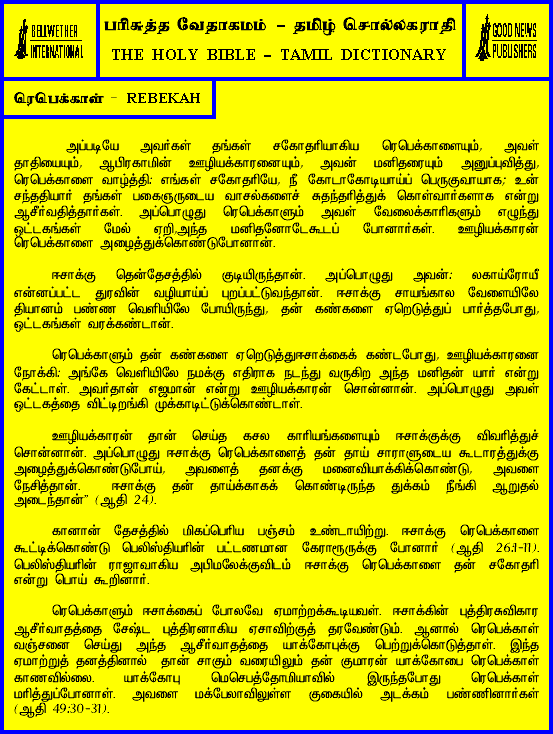 BELLWETHER
INTERNATIONAL
பரிசுத்த வேதாகமம் – தமிழ் சொல்லகராதி
THE HOLY BIBLE – TAMIL DICTIONARY
GOOD NEWS
PUBLISHERS
ரெபெக்காள் – REBEKAH
அப்படியே அவர்கள் தங்கள் சகோதரியாகிய ரெபெக்காளையும், அவள்
தாதியையும், ஆபிரகாமின் ஊழியக்காரனையும், அவன் மனிதரையும் அனுப்புவித்து,
ரெபெக்காளை வாழ்த்தி: எங்கள் சகோதரியே, நீ கோடாகோடியாய்ப் பெருகுவாயாக; உன்
சந்ததியார் தங்கள் பகைஞருடைய வாசல்களைச் சுதந்தரித்துக் கொள்வார்களாக என்று
ஆசீர்வதித்தார்கள். அப்பொழுது ரெபெக்காளும் அவள் வேலைக்காரிகளும் எழுந்து
ஒட்டகங்கள் மேல் ஏறி,அந்த மனிதனோடேகூடப் போனார்கள். ஊழியக்காரன்
ரெபெக்காளை அழைத்துக்கொண்டுபோனான்.
ஈசாக்கு தென்தேசத்தில் குடியிருந்தான். அப்பொழுது அவன்: லகாய்ரோயீ
என்னப்பட்ட துரவின் வழியாய்ப் புறப்பட்டுவந்தான். ஈசாக்கு சாயங்கால வேளையிலே
தியானம் பண்ண வெளியிலே போயிருந்து, தன் கண்களை ஏறெடுத்துப் பார்த்தபோது,
ஒட்டகங்கள் வரக்கண்டான்.
ரெபெக்காளும் தன் கண்களை ஏறெடுத்துஈசாக்கைக் கண்டபோது, ஊழியக்காரனை
நோக்கி: அங்கே வெளியிலே நமக்கு எதிராக நடந்து வருகிற அந்த மனிதன் யார் என்று
கேட்டாள். அவர்தான் எஜமான் என்று ஊழியக்காரன் சொன்னான். அப்பொழுது அவள்
ஒட்டகத்தை விட்டிறங்கி முக்காடிட்டுக்கொண்டாள்.
ஊழியக்காரன் தான் செய்த கசல காரியங்களையும் ஈசாக்குக்கு விவரித்துச்
சொன்னான். அப்பொழுது ஈசாக்கு ரெபெக்காளைத் தன் தாய் சாராளுடைய கூடாரத்துக்கு
அழைத்துக்கொண்டுபோய், அவளைத் தனக்கு மனைவியாக்கிக்கொண்டு, அவளை
நேசித்தான். ஈசாக்கு தன் தாய்க்காகக் கொண்டிருந்த துக்கம் நீங்கி ஆறுதல்
அடைந்தான்” (ஆதி 24).
கானான் தேசத்தில் மிகப்பெரிய பஞ்சம் உண்டாயிற்று. ஈசாக்கு ரெபெக்காளை
கூட்டிக்கொண்டு பெலிஸ்தியரின் பட்டணமான கேராரூருக்கு போனார் (ஆதி 26:1-11).
பெலிஸ்தியரின் ராஜாவாகிய அபிமலேக்குவிடம் ஈசாக்கு ரெபெக்காளை தன் சகோதரி
என்று பொய் கூறினார்.
ரெபெக்காளும் ஈசாக்கைப் போலவே ஏமாற்றக்கூடியவள். ஈசாக்கின் புத்திரசுவிகார
ஆசீர்வாதத்தை சேஷ்ட புத்திரனாகிய ஏசாவிற்குத் தரவேண்டும். ஆனால் ரெபெக்காள்
வஞ்சனை செய்து அந்த ஆசீர்வாதத்தை யாக்கோபுக்கு பெற்றுக்கொடுத்தாள். இந்த
ஏமாற்றுத் தனத்தினால் தான் சாகும் வரையிலும் தன் குமாரன் யாக்கோபை ரெபெக்காள்
காணவில்லை. யாக்கோபு மெசெபத்தோமியாவில் இருந்தபோது ரெபெக்காள்
மரித்துப்போனாள். அவளை மக்பேலாவிலுள்ள குகையில் அடக்கம் பண்ணினார்கள்
(ஆதி 49:30-31).